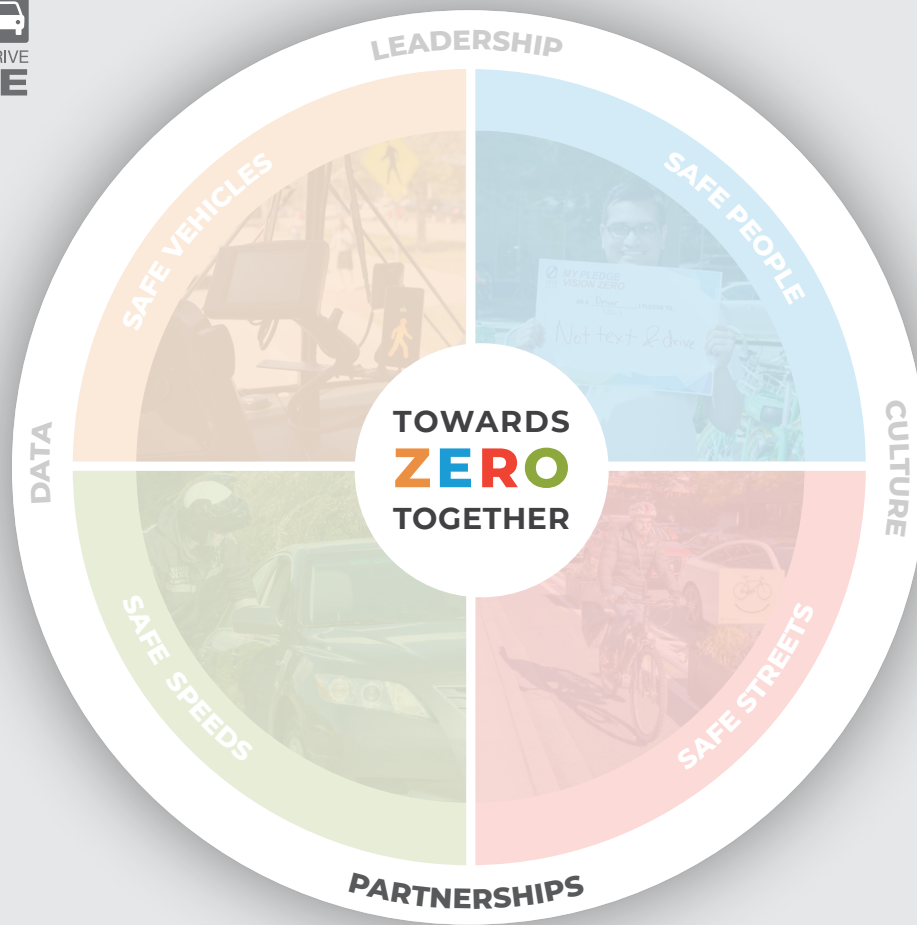 RIVE
E
LEADERSHIP
SAFE VEHICLES
SAFE PEOPLE
MY PLEDGE
VISION ZERO
Not text & drive
TOWARDS
ZERO
TOGETHER
DATA
CULTURE
SAFE SPEEDS
SAFE STREETS
PARTNERSHIPS